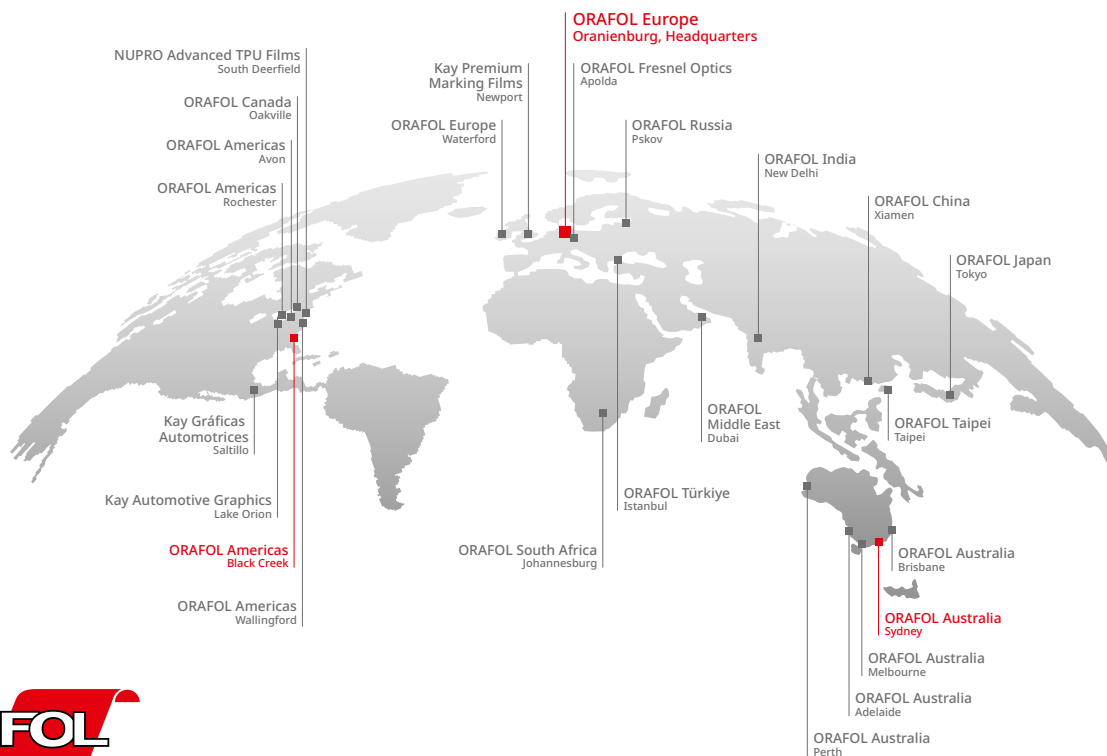 ORAFOL Europe
Oranienburg, Headquarters
NUPRO Advanced TPU Films
South Deerfield
Kay Premium
Marking Films
Newport
ORAFOL Fresnel Optics
Apolda
ORAFOL Canada
Oakville
ORAFOL Europe
Waterford
ORAFOL Russia
Pskov
ORAFOL Americas
Avon
ORAFOL India
New Delhi
ORAFOL Americas
Rochester
ORAFOL China
Xiamen
ORAFOL Japan
Tokyo
Kay Gráficas
Automotrices
Saltillo
ORAFOL
Middle East
Dubai
ORAFOL Taipei
Taipei
Kay Automotive Graphics
Lake Orion
ORAFOL Türkiye
Istanbul
ORAFOL Americas
Black Creek
ORAFOL South Africa
Johannesburg
ORAFOL Australia
Brisbane
ORAFOL Americas
Wallingford
ORAFOL Australia
Sydney
ORAFOL Australia
Melbourne
ORAFOL Australia
Adelaide
ORAFOL Australia
Perth
FOL